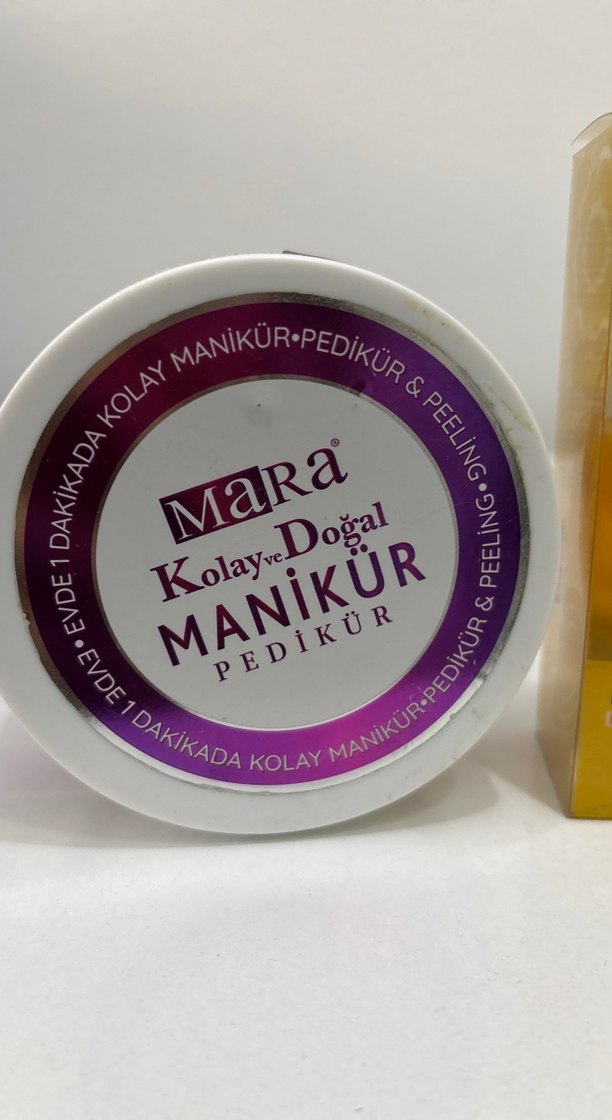 EVDE 1 DAKİKADA KOLAY MANİKÜR•PEDİKÜR & PEELİNG•
MaRa®
Kolay ve Doğal
MANİKÜR
PEDİKÜR
•EVDE 1 DAKİKADA KOLAY MANİKÜR•PEDİKÜR & PEELİNG•